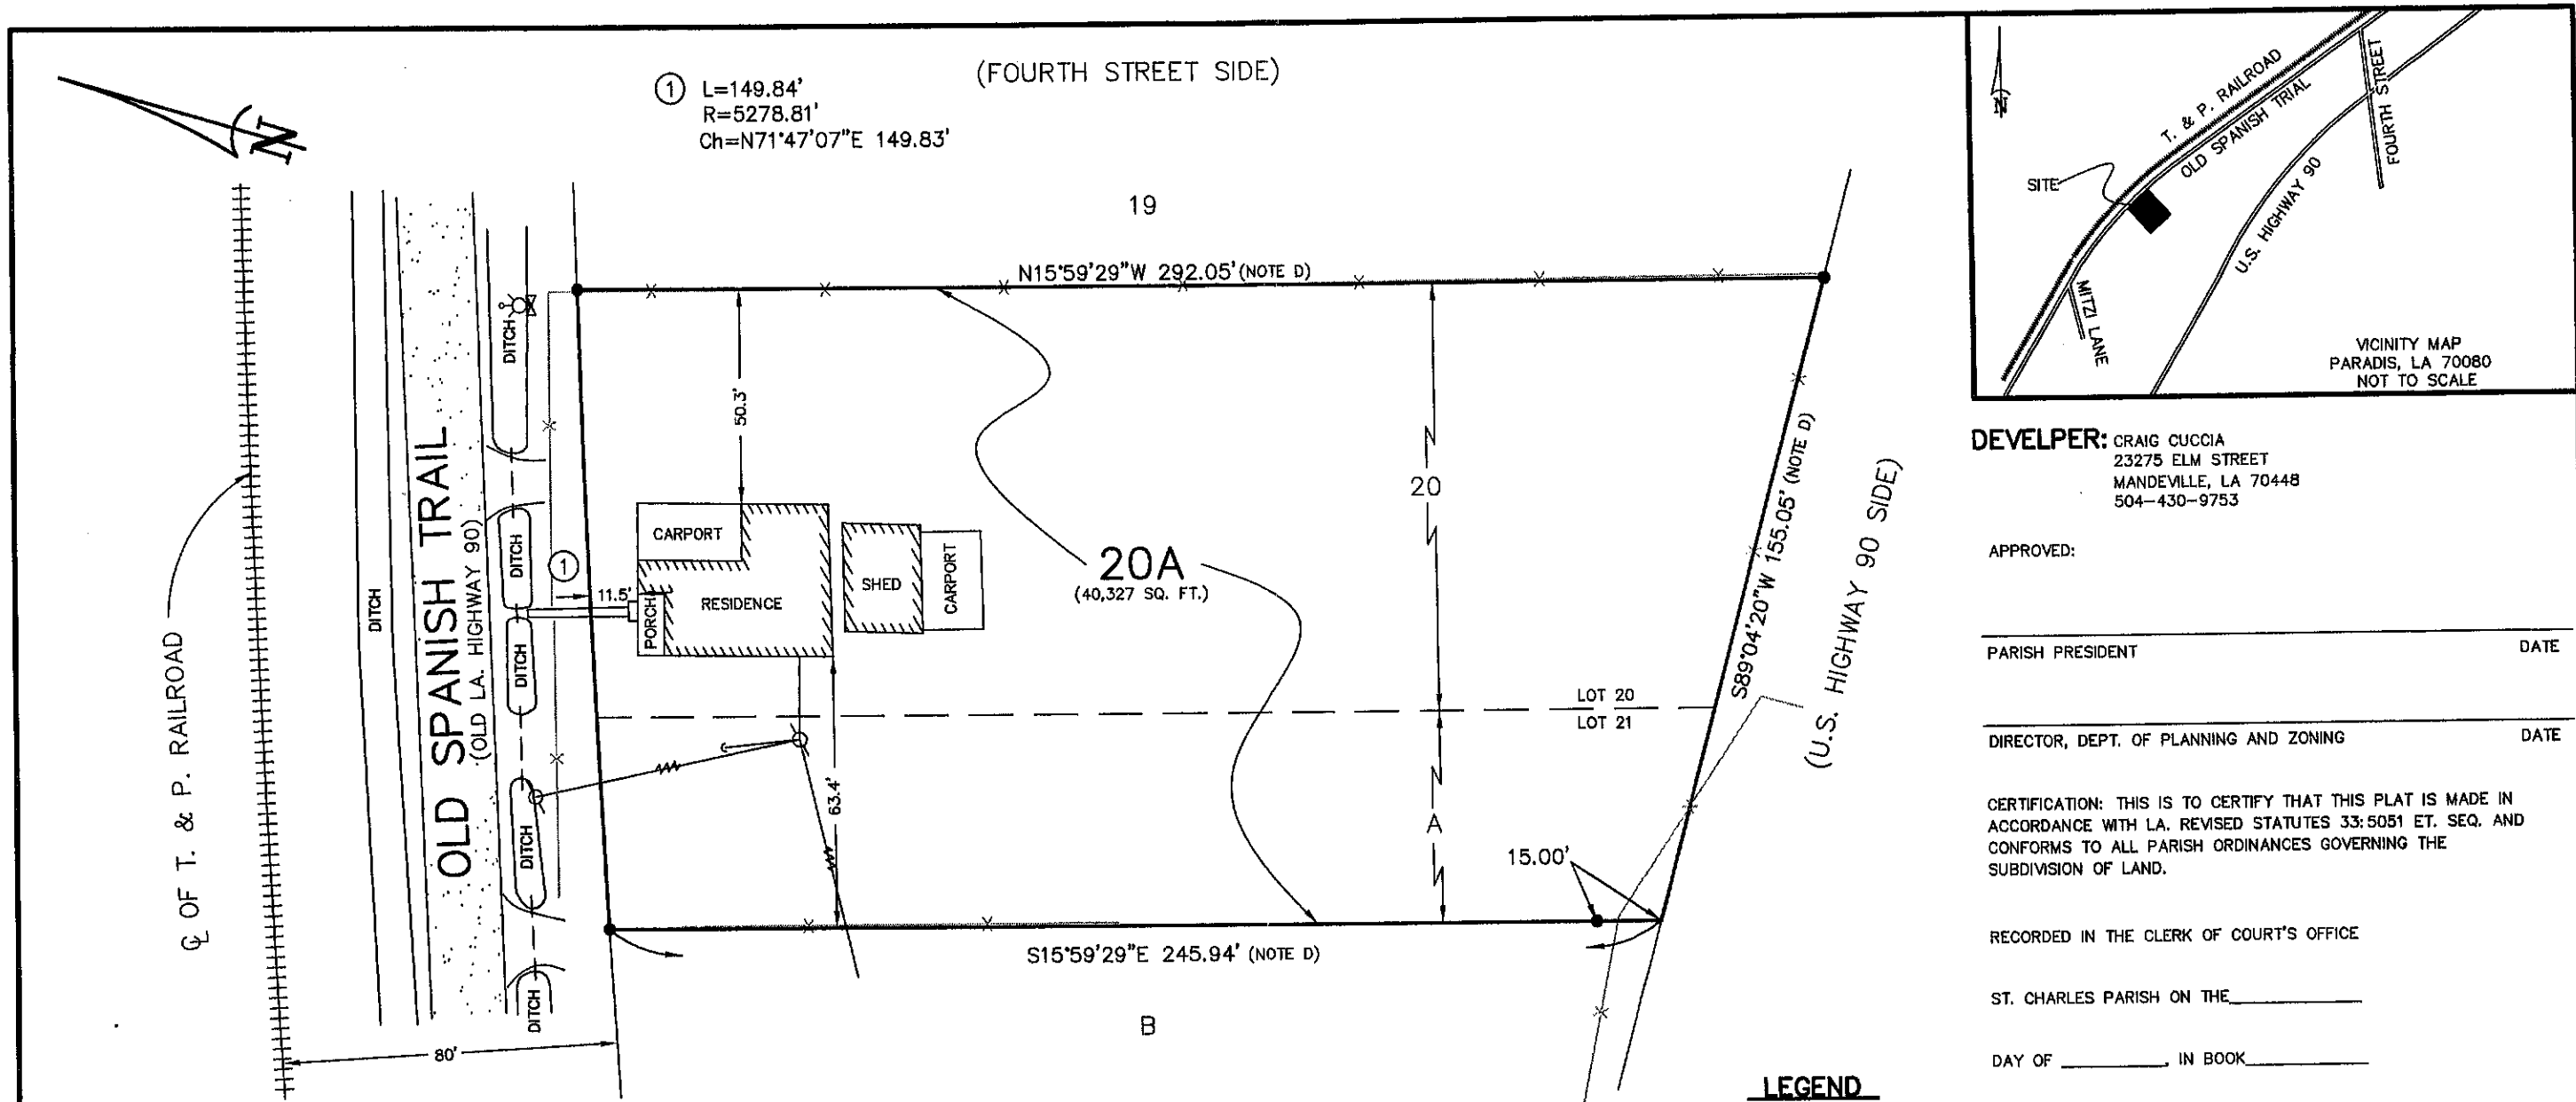 (FOURTH STREET SIDE)
① L=149.84'
R=5278.81'
Ch=N71°47'07"E 149.83'
N
19
N15°59'29"W 292.05' (NOTE D)
DITCH
50.3'
OLD SPANISH TRAIL
(OLD LA. HIGHWAY 90)
℄ OF T. & P. RAILROAD
DITCH
DITCH
①
11.5'
CARPORT
PORCH
RESIDENCE
SHED
CARPORT
20A
(40,327 SQ. FT.)
20
S89°04'20"W 155.05' (NOTE D)
(U.S. HIGHWAY 90 SIDE)
DITCH
LOT 20
LOT 21
63.4'
A
DITCH
15.00'
S15°59'29"E 245.94' (NOTE D)
DITCH
80'
B
LEGEND
N
T. & P. RAILROAD
OLD SPANISH TRIAL
FOURTH STREET
SITE
U.S. HIGHWAY 90
MITZI LANE
VICINITY MAP
PARADIS, LA 70080
NOT TO SCALE
DEVELPER: CRAIG CUCCIA
23275 ELM STREET
MANDEVILLE, LA 70448
504-430-9753
APPROVED:
PARISH PRESIDENT DATE
DIRECTOR, DEPT. OF PLANNING AND ZONING DATE
CERTIFICATION: THIS IS TO CERTIFY THAT THIS PLAT IS MADE IN
ACCORDANCE WITH LA. REVISED STATUTES 33:5051 ET. SEQ. AND
CONFORMS TO ALL PARISH ORDINANCES GOVERNING THE
SUBDIVISION OF LAND.
RECORDED IN THE CLERK OF COURT'S OFFICE
ST. CHARLES PARISH ON THE____________
DAY OF __________, IN BOOK____________